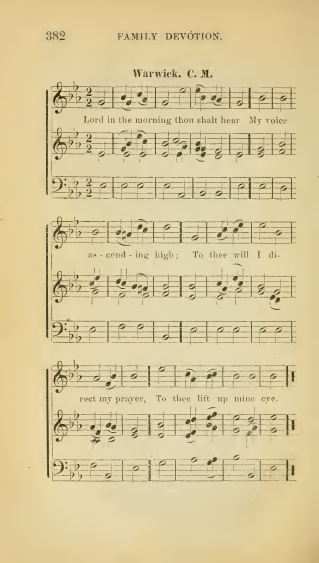 382 FAMILY DEVOTION.
Warwick. C. M.
Lord in the morning thou shalt hear My voice
as - cend - ing high; To thee will I di-
rect my prayer, To thee lift up mine eye.